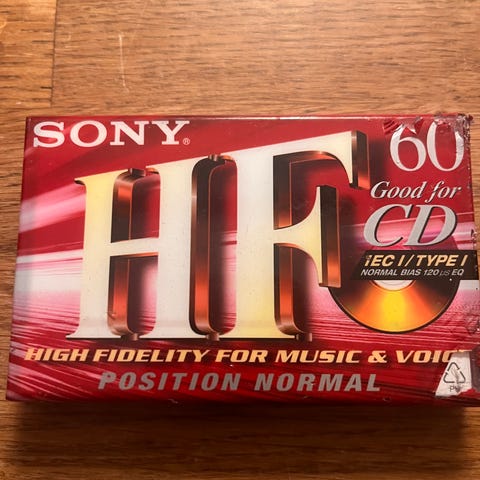 SONY®
HF
60
Good for
CD
IEC I / TYPE I
NORMAL BIAS 120 µs EQ
HIGH FIDELITY FOR MUSIC & VOIC
POSITION NORMAL